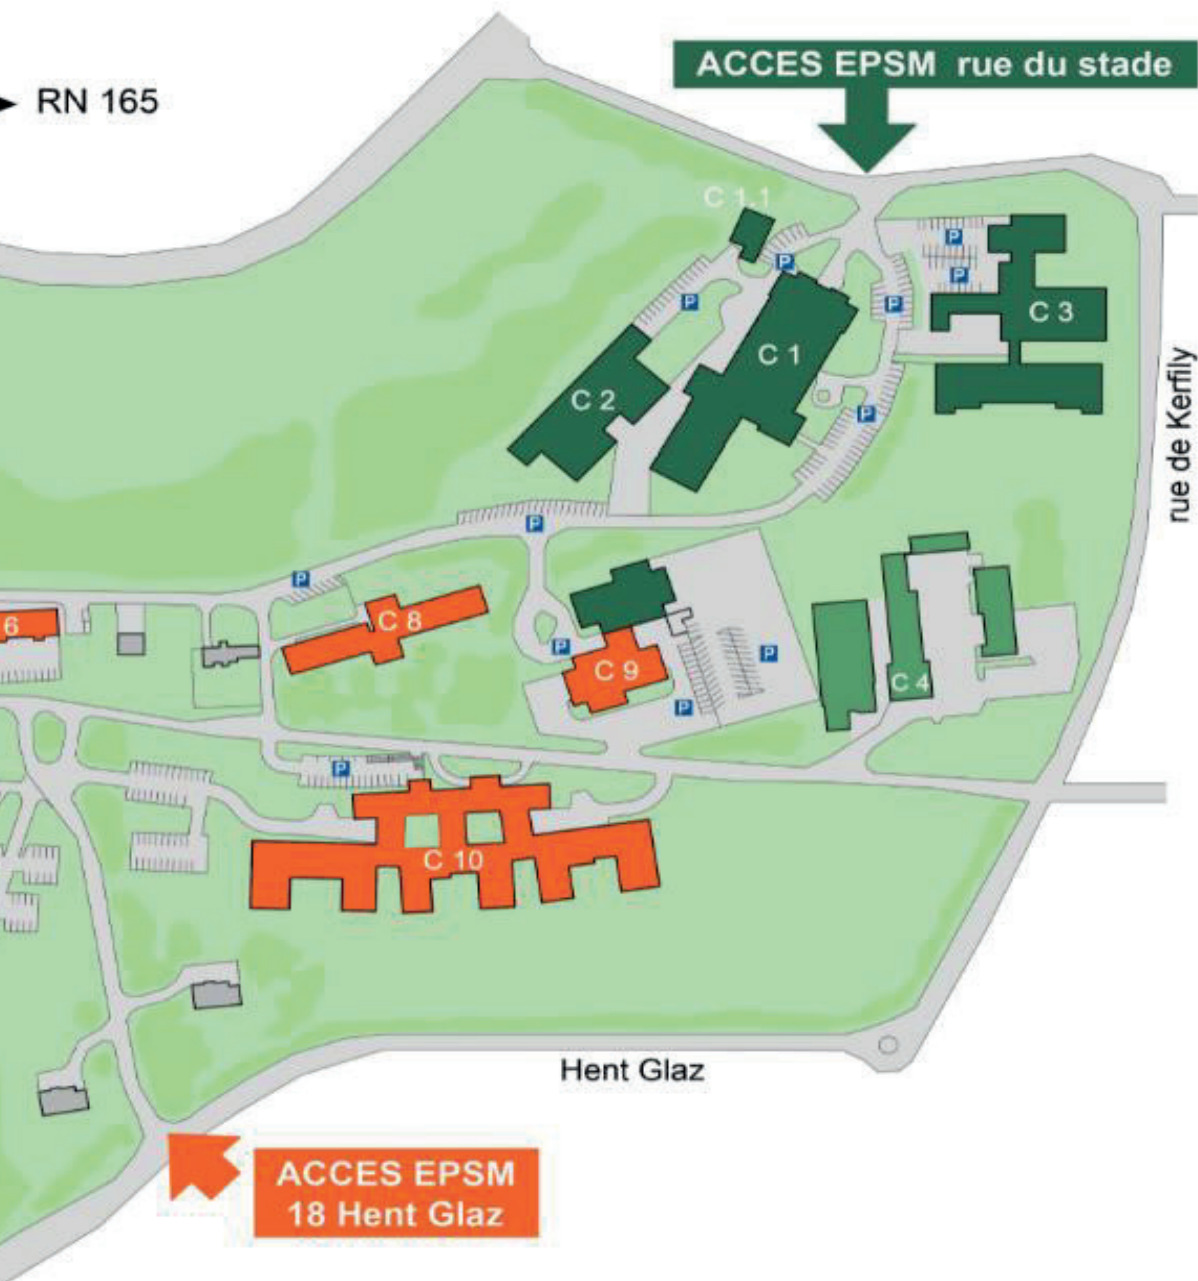 ACCES EPSM rue du stade
RN 165
C 1.1
P
P
P
P
P
C 3
C 1
C 2
P
rue de Kerfily
P
P
6
C 8
P
C 9
P
C 4
P
P
C 10
Hent Glaz
ACCES EPSM
18 Hent Glaz